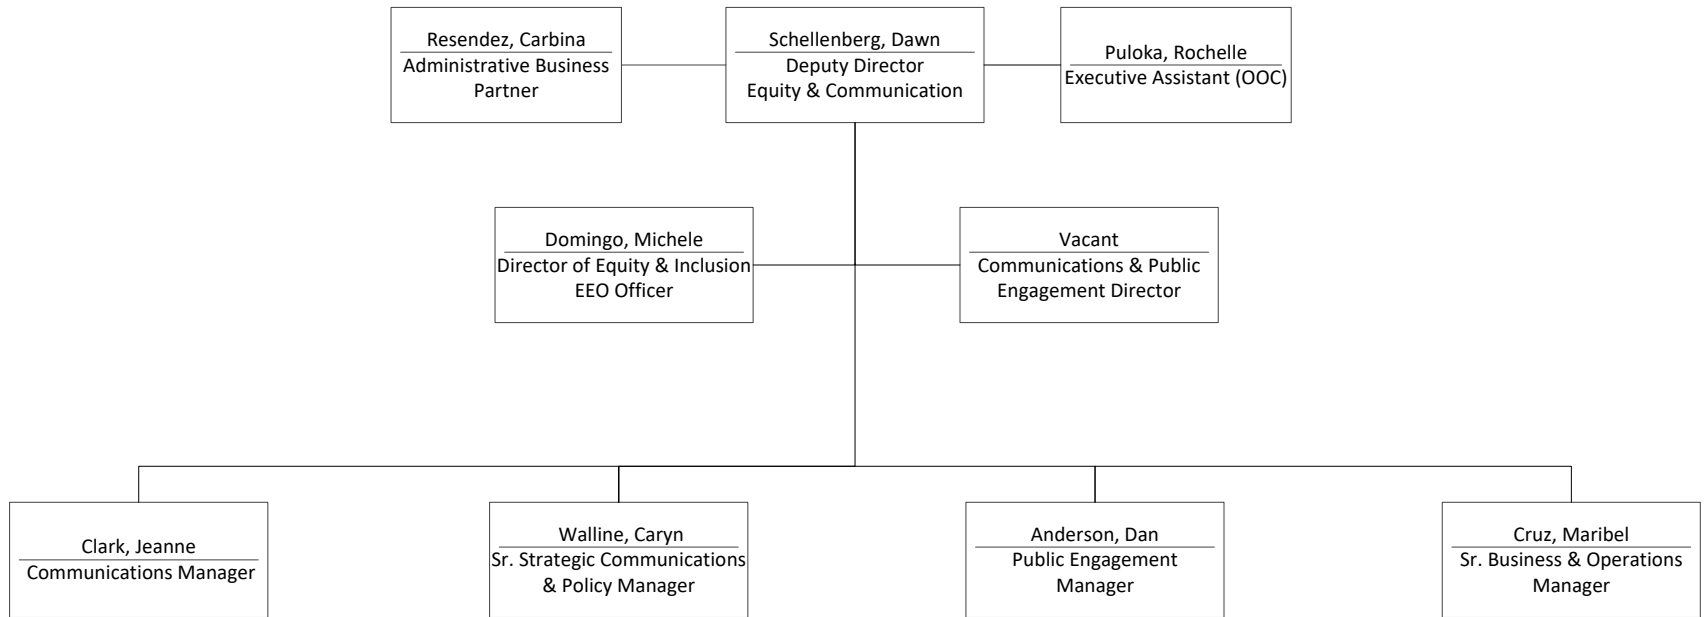 Resendez, Carbina
Administrative Business
Partner
Schellenberg, Dawn
Deputy Director
Equity & Communication
Puloka, Rochelle
Executive Assistant (OOC)
Domingo, Michele
Director of Equity & Inclusion
EEO Officer
Vacant
Communications & Public
Engagement Director
Clark, Jeanne
Communications Manager
Walline, Caryn
Sr. Strategic Communications
& Policy Manager
Anderson, Dan
Public Engagement
Manager
Cruz, Maribel
Sr. Business & Operations
Manager